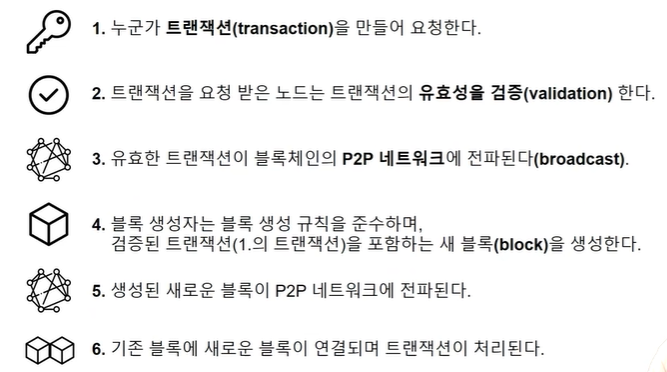 1. 누군가 트랜잭션(transaction)을 만들어 요청한다.
2. 트랜잭션을 요청 받은 노드는 트랜잭션의 유효성을 검증(validation) 한다.
3. 유효한 트랜잭션이 블록체인의 P2P 네트워크에 전파된다(broadcast).
4. 블록 생성자는 블록 생성 규칙을 준수하며,
검증된 트랜잭션(1.의 트랜잭션)을 포함하는 새 블록(block)을 생성한다.
5. 생성된 새로운 블록이 P2P 네트워크에 전파된다.
6. 기존 블록에 새로운 블록이 연결되며 트랜잭션이 처리된다.